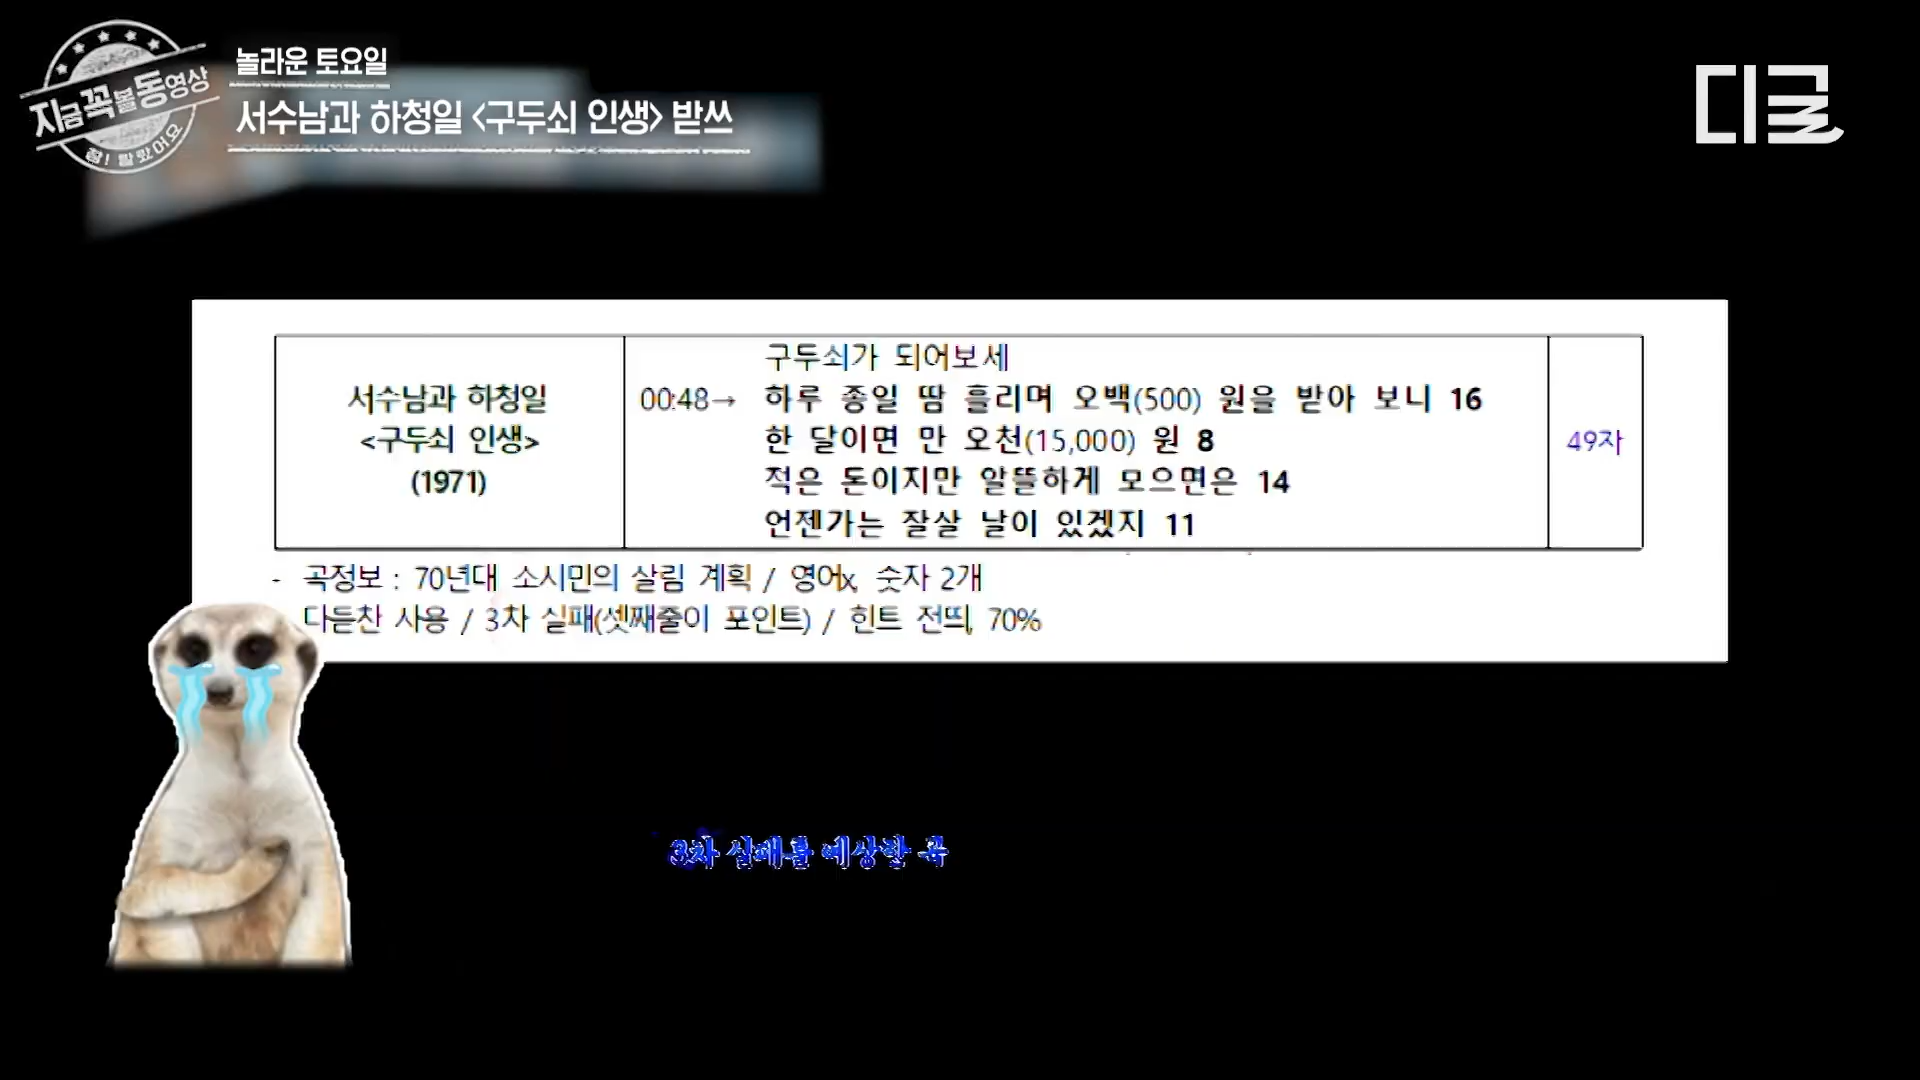 놀라운 토요일
서수남과 하청일 <구두쇠 인생> 받쓰
지금 꼭 볼 동영상
디글
구두쇠가 되어보세
서수남과 하청일
<구두쇠 인생>
(1971)
00:48→ 하루 종일 땀 흘리며 오백(500) 원을 받아 보니 16
한 달이면 만 오천(15,000) 원 8
적은 돈이지만 알뜰하게 모으면은 14
언젠가는 잘살 날이 있겠지 11
49자
- 곡정보 : 70년대 소시민의 살림 계획 / 영어x, 숫자 2개
다듣찬 사용 / 3차 실패(셋째줄이 포인트) / 힌트 전띄, 70%
3차 실패를 예상한 곡